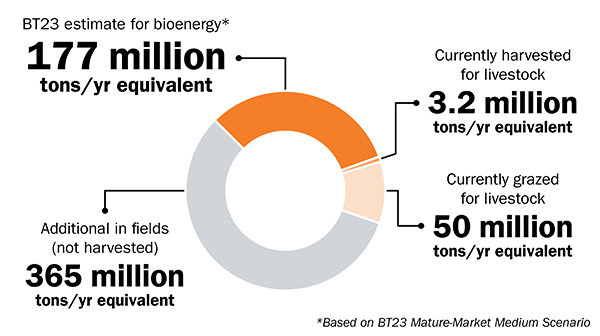 BT23 estimate for bioenergy*
177 million
tons/yr equivalent
Currently harvested
for livestock
3.2 million
tons/yr equivalent
Currently grazed
for livestock
50 million
tons/yr equivalent
Additional in fields
(not harvested)
365 million
tons/yr equivalent
*Based on BT23 Mature-Market Medium Scenario